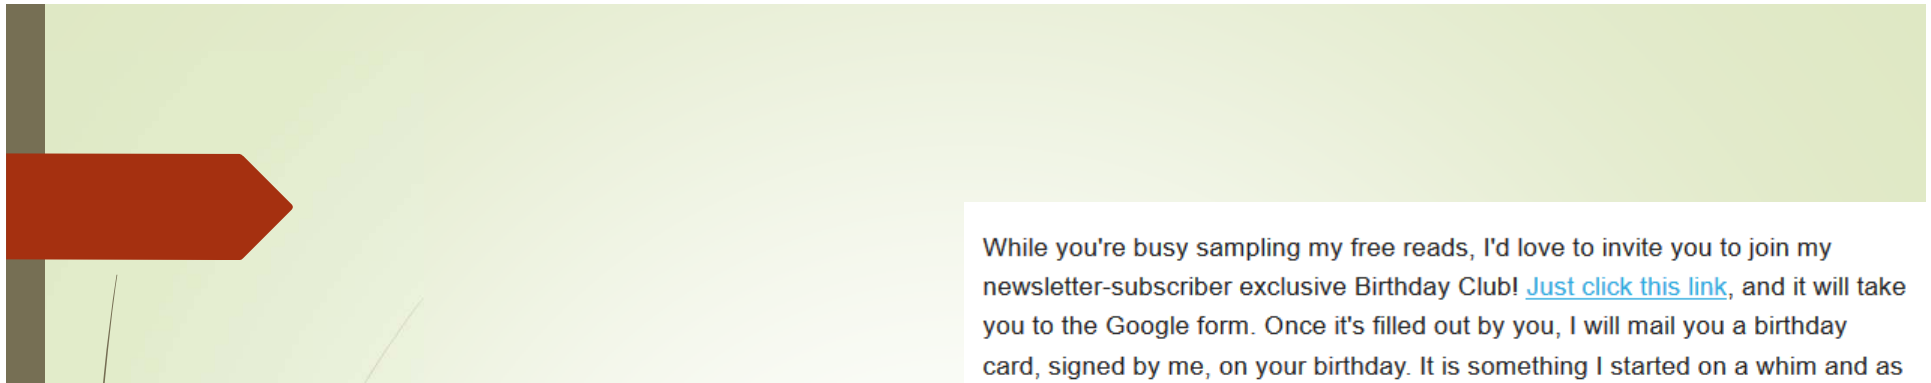 While you're busy sampling my free reads, I'd love to invite you to join my
newsletter-subscriber exclusive Birthday Club! Just click this link, and it will take
you to the Google form. Once it's filled out by you, I will mail you a birthday
card, signed by me, on your birthday. It is something I started on a whim and as